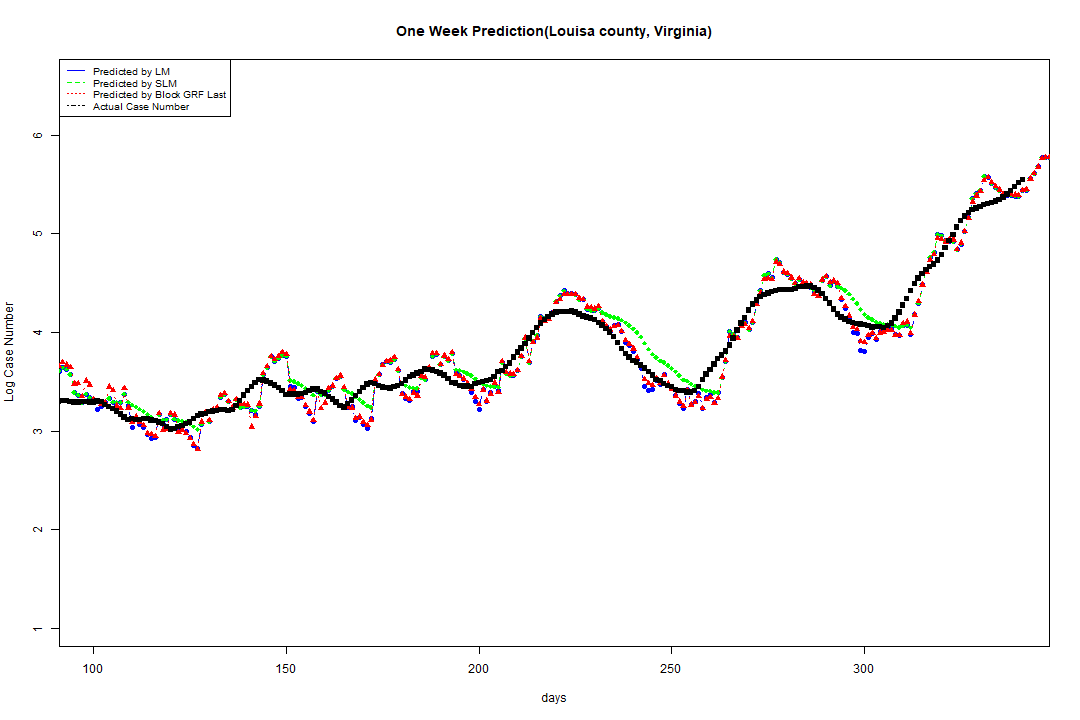 One Week Prediction(Louisa county, Virginia)
Predicted by LM
Predicted by SLM
Predicted by Block GRF Last
Actual Case Number
6
5
4
3
2
1
Log Case Number
100 150 200 250 300
days